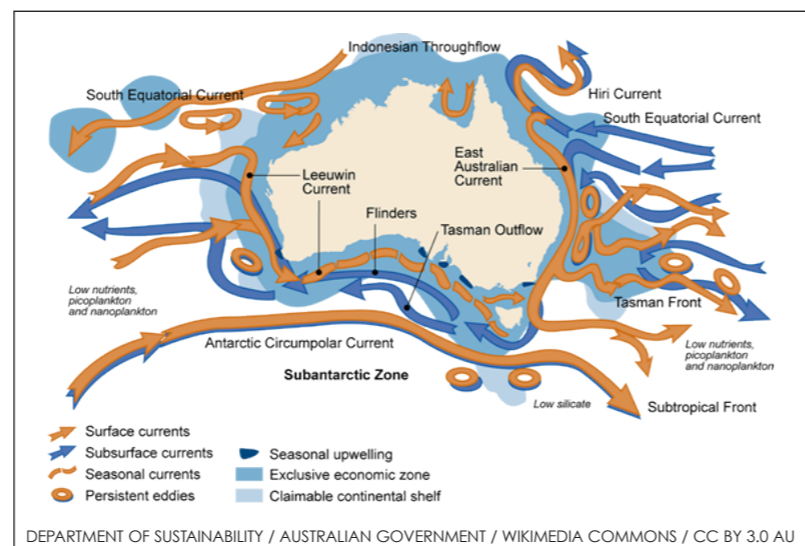 Indonesian Throughflow
South Equatorial Current
Hiri Current
South Equatorial Current
East
Australian
Current
Leeuwin
Current
Flinders
Tasman Outflow
Low nutrients,
picoplankton
and nanoplankton
Tasman Front
Antarctic Circumpolar Current
Low nutrients,
picoplankton
and nanoplankton
Subantarctic Zone
Low silicate
Subtropical Front
Surface currents
Subsurface currents
Seasonal currents
Persistent eddies
Seasonal upwelling
Exclusive economic zone
Claimable continental shelf
DEPARTMENT OF SUSTAINABILITY / AUSTRALIAN GOVERNMENT / WIKIMEDIA COMMONS / CC BY 3.0 AU